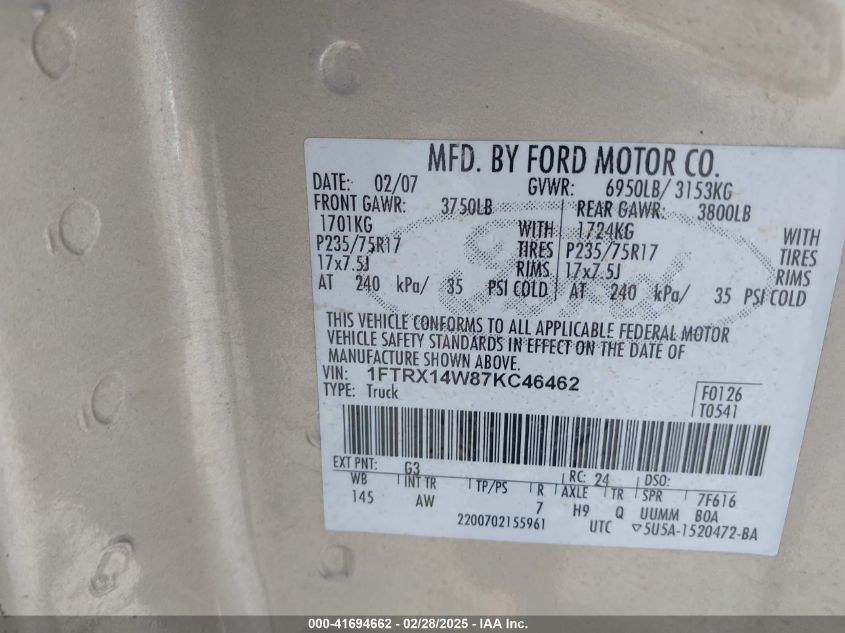 MFD. BY FORD MOTOR CO.
DATE: 02/07 GVWR: 6950LB/ 3153KG
FRONT GAWR: 3750LB REAR GAWR: 3800LB
1701KG WITH 1724KG WITH
P235/75R17 TIRES P235/75R17 TIRES
17x7.5J RIMS 17x7.5J RIMS
AT 240 kPa/ 35 PSI COLD AT 240 kPa/ 35 PSI COLD
Ford
THIS VEHICLE CONFORMS TO ALL APPLICABLE FEDERAL MOTOR
VEHICLE SAFETY STANDARDS IN EFFECT ON THE DATE OF
MANUFACTURE SHOWN ABOVE.
VIN: 1FTRX14W87KC46462
TYPE: Truck
F0126
T0541
EXT PNT: G3 RC: 24 DSO:
WB INT TR TP/PS R AXLE TR SPR 7F616
145 AW 7 H9 Q UUMM BOA
2200702155961 UTC ▽5U5A-1520472-BA
000-41694662 - 02/28/2025 - IAA Inc.